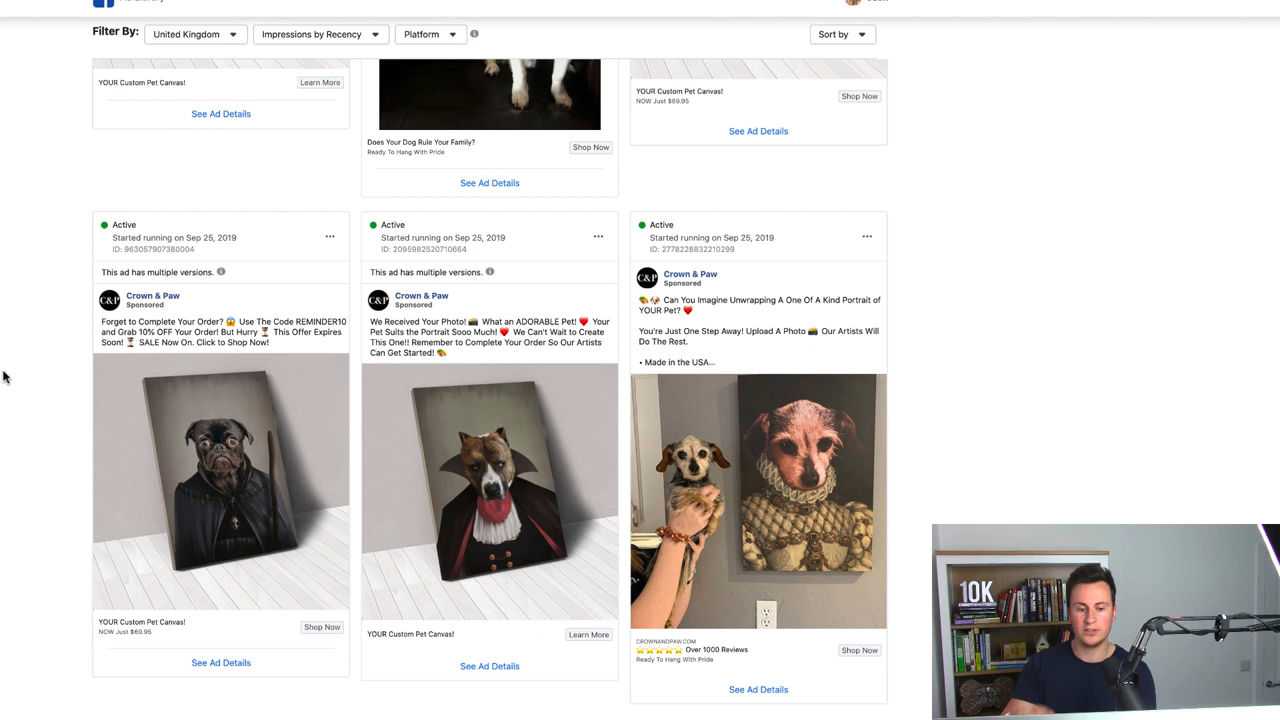 Filter By:
United Kingdom
Impressions by Recency
Platform
Sort by
YOUR Custom Pet Canvas!
Learn More
See Ad Details
Does Your Dog Rule Your Family?
Ready To Hang With Pride
Shop Now
See Ad Details
YOUR Custom Pet Canvas!
NOW Just $69.95
Shop Now
See Ad Details
Active
Started running on Sep 25, 2019
ID: 963057907380004
This ad has multiple versions.
C&P
Crown & Paw
Sponsored
Forget to Complete Your Order? 😱 Use The Code REMINDER10
and Grab 10% OFF Your Order! But Hurry ⏳ This Offer Expires
Soon! ⏳ SALE Now On. Click to Shop Now!
YOUR Custom Pet Canvas!
NOW Just $69.95
Shop Now
See Ad Details
Active
Started running on Sep 25, 2019
ID: 2095982520710664
This ad has multiple versions.
C&P
Crown & Paw
Sponsored
We Received Your Photo! 📸 What an ADORABLE Pet! ❤️ Your
Pet Suits the Portrait Sooo Much! ❤️ We Can't Wait to Create
This One!! Remember to Complete Your Order So Our Artists
Can Get Started! 🎨
YOUR Custom Pet Canvas!
Learn More
See Ad Details
Active
Started running on Sep 25, 2019
ID: 2778228832210299
C&P
Crown & Paw
Sponsored
🎨🐶 Can You Imagine Unwrapping A One Of A Kind Portrait of
YOUR Pet? ❤️
You're Just One Step Away! Upload A Photo 📸 Our Artists Will
Do The Rest.
• Made in the USA...
CROWNANDPAW.COM
⭐⭐⭐⭐⭐ Over 1000 Reviews
Ready To Hang With Pride
Shop Now
See Ad Details
10K